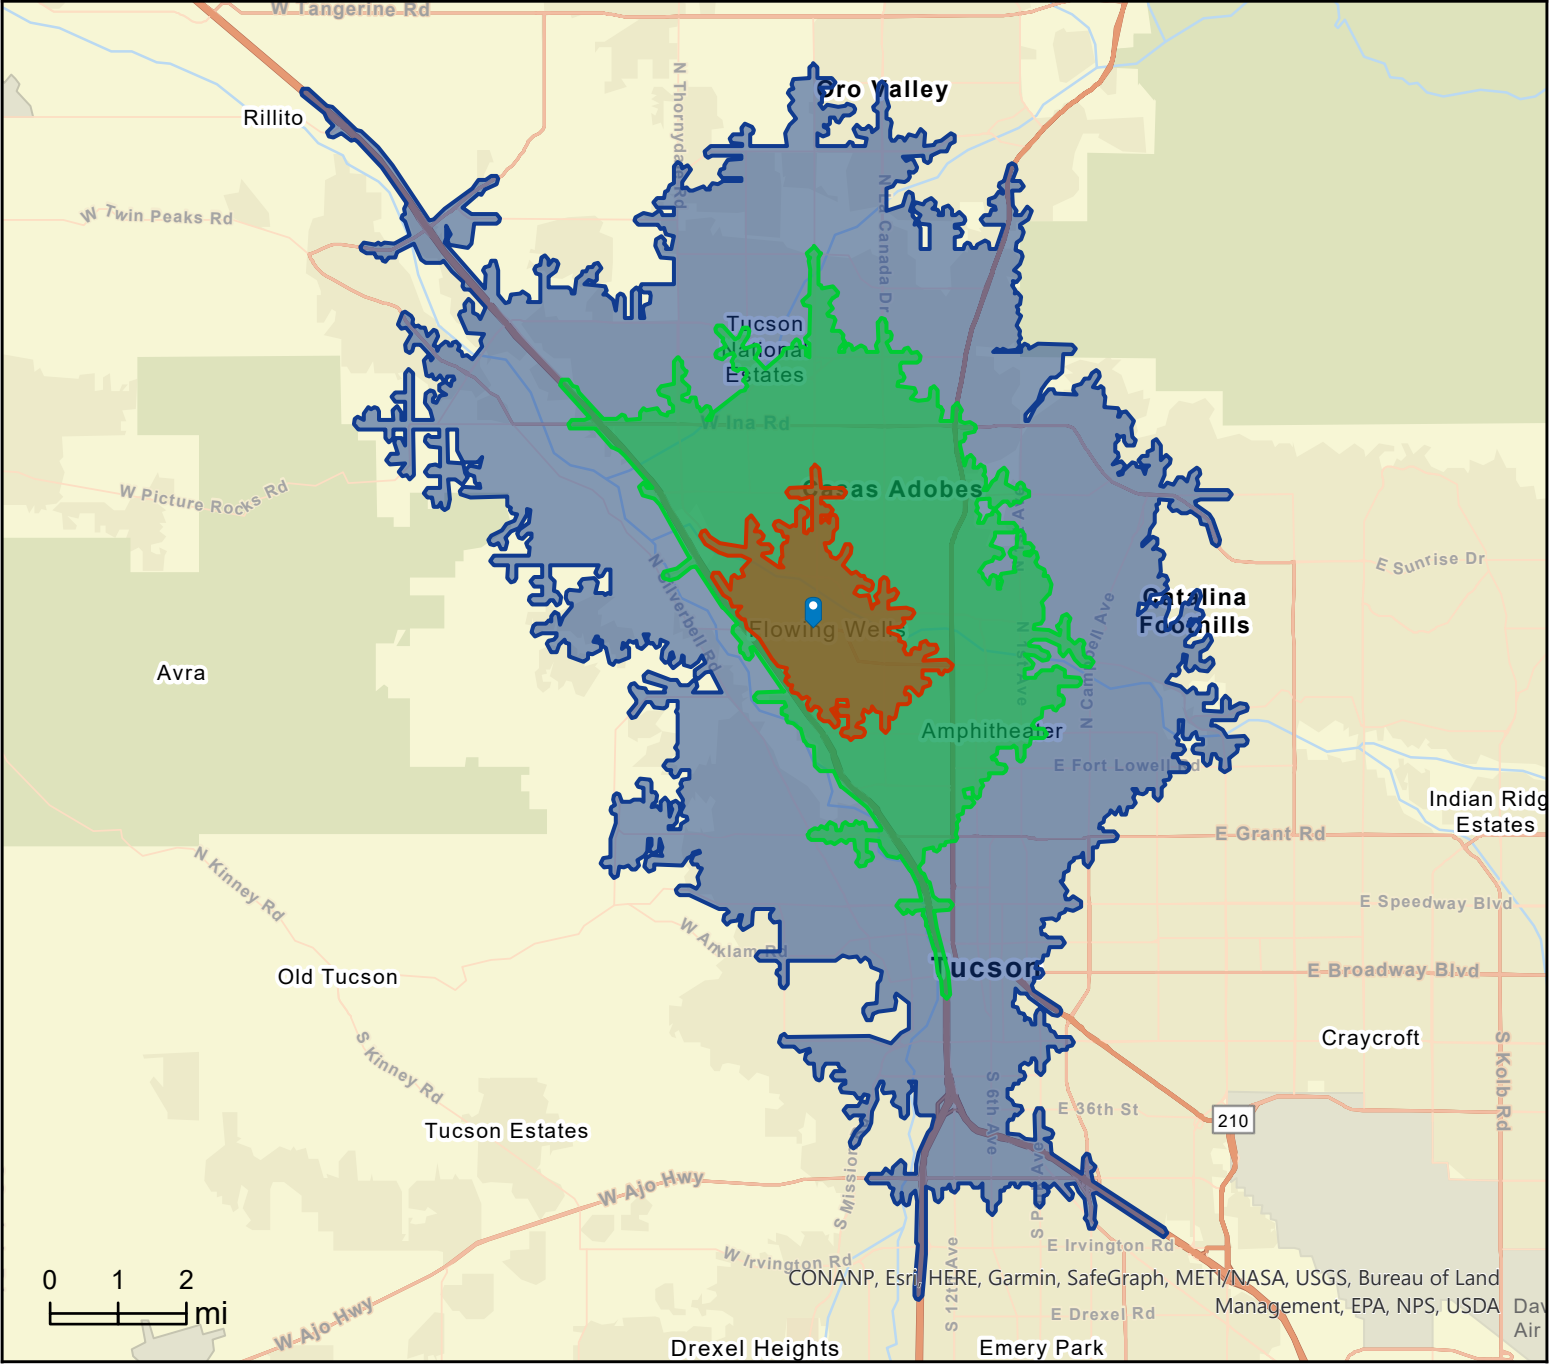 W Tangerine Rd
Oro Valley
Rillito
N Thornydale Rd
W Twin Peaks Rd
N La Canada Dr
Tucson
National
Estates
W Ina Rd
Casas Adobes
W Picture Rocks Rd
E Sunrise Dr
Catalina
Foothills
N Silverbell Rd
Flowing Wells
N 1st Ave
N Campbell Ave
Avra
Amphitheater
E Fort Lowell Rd
Indian Ridg
Estates
E Grant Rd
N Kinney Rd
E Speedway Blvd
W Anklam Rd
Tucson
E Broadway Blvd
Old Tucson
S Kinney Rd
Craycroft
S Kolb Rd
S 6th Ave
E 36th St
210
Tucson Estates
W Ajo Hwy
S Mission
E Irvington Rd
W Irvington Rd
S 12th Ave
0 1 2
mi
CONANP, Esri, HERE, Garmin, SafeGraph, METI/NASA, USGS, Bureau of Land
Management, EPA, NPS, USDA
Dav
Air
E Drexel Rd
W Ajo Hwy
Drexel Heights
Emery Park